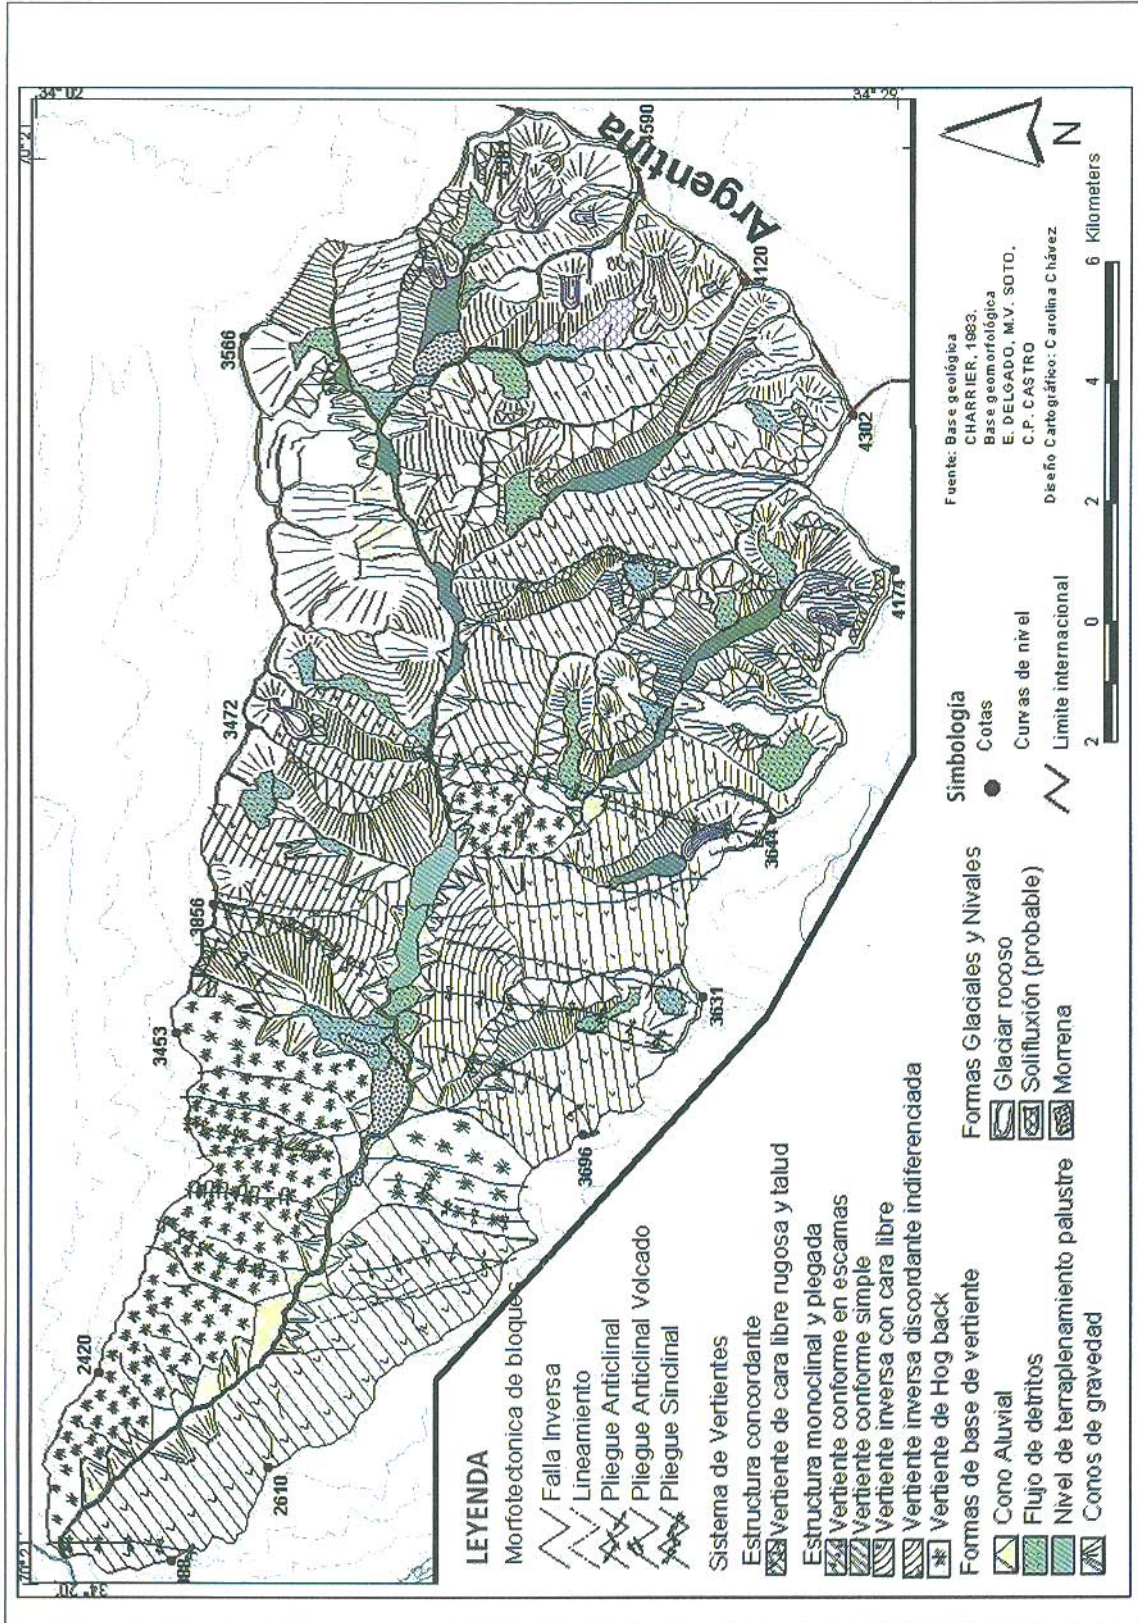 34° 02
34° 29
34° 20
Argentina
3566
3472
3856
3453
2420
2610
3696
3631
3644
4174
4302
4120
4590
LEYENDA
Morfotectonica de bloques
Falla Inversa
Lineamiento
Pliegue Anticlinal
Pliegue Anticlinal Volcado
Pliegue Sinclinal
Sistema de Vertientes
Estructura concordante
Vertiente de cara libre rugosa y talud
Estructura monoclinal y plegada
Vertiente conforme en escamas
Vertiente conforme simple
Vertiente inversa con cara libre
Vertiente inversa discordante indiferenciada
Vertiente de Hog back
Formas de base de vertiente
Cono Aluvial
Flujo de detritos
Nivel de terraplenamiento palustre
Conos de gravedad
Formas Glaciales y Nivales
Glaciar rocoso
Solifluxión (probable)
Morrena
Simbología
Cotas
Curvas de nivel
Limite internacional
2 0 2 4 6 Kilometers
Fuente: Base geológica
CHARRIER, 1983.
Base geomorfológica
E. DELGADO, M.V. SOTO,
C.P. CASTRO
Diseño Cartográfico: Carolina Chávez
N